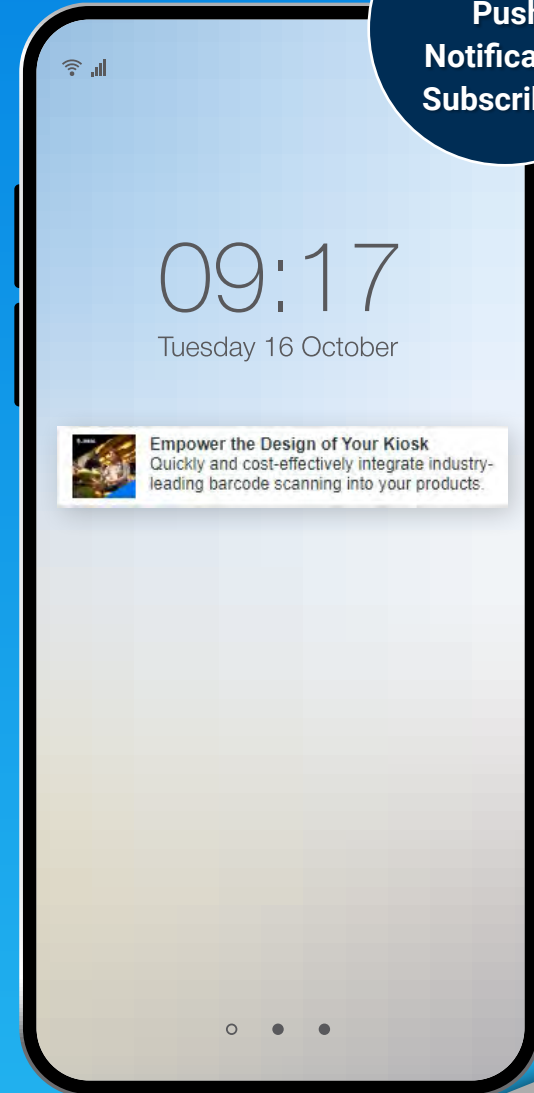 Push
Notifica
Subscri
09:17
Tuesday 16 October
Empower the Design of Your Kiosk
Quickly and cost-effectively integrate industry-
leading barcode scanning into your products.